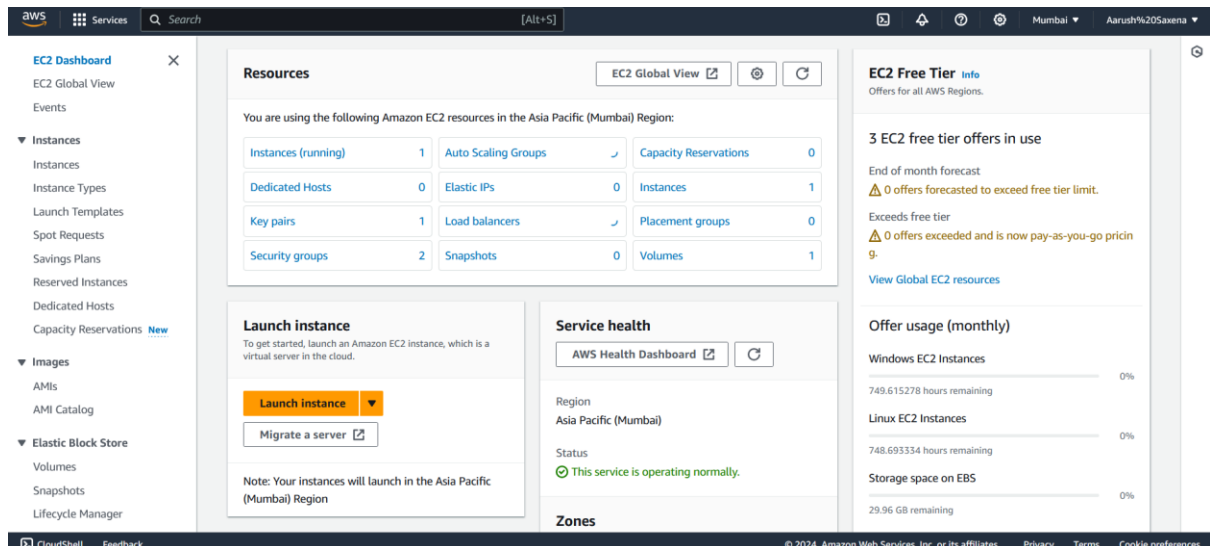 aws
Services
Search
[Alt+S]
Mumbai
Aarush%20Saxena
EC2 Dashboard
EC2 Global View
Events
Instances
Instances
Instance Types
Launch Templates
Spot Requests
Savings Plans
Reserved Instances
Dedicated Hosts
Capacity Reservations New
Images
AMIs
AMI Catalog
Elastic Block Store
Volumes
Snapshots
Lifecycle Manager
Resources
EC2 Global View
You are using the following Amazon EC2 resources in the Asia Pacific (Mumbai) Region:
Instances (running) 1
Auto Scaling Groups
Capacity Reservations 0
Dedicated Hosts 0
Elastic IPs 0
Instances 1
Key pairs 1
Load balancers
Placement groups 0
Security groups 2
Snapshots 0
Volumes 1
Launch instance
To get started, launch an Amazon EC2 instance, which is a
virtual server in the cloud.
Launch instance
Migrate a server
Note: Your instances will launch in the Asia Pacific
(Mumbai) Region
Service health
AWS Health Dashboard
Region
Asia Pacific (Mumbai)
Status
This service is operating normally.
Zones
EC2 Free Tier Info
Offers for all AWS Regions.
3 EC2 free tier offers in use
End of month forecast
0 offers forecasted to exceed free tier limit.
Exceeds free tier
0 offers exceeded and is now pay-as-you-go pricin
g.
View Global EC2 resources
Offer usage (monthly)
Windows EC2 Instances
0%
749.615278 hours remaining
Linux EC2 Instances
0%
748.693334 hours remaining
Storage space on EBS
0%
29.96 GB remaining
CloudShell Feedback
© 2024, Amazon Web Services, Inc. or its affiliates. Privacy Terms Cookie preferences